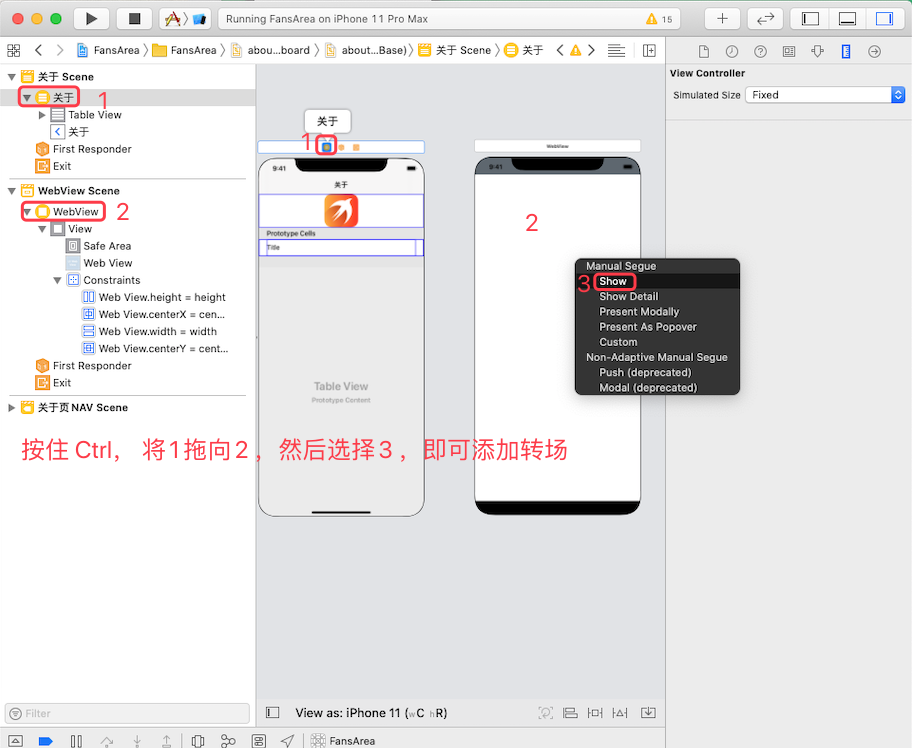 Running FansArea on iPhone 11 Pro Max
15
FansArea
FansArea
abou...board
about...Base)
关于 Scene
关于
关于 Scene
关于
1
Table View
关于
First Responder
Exit
WebView Scene
WebView
2
View
Safe Area
Web View
Constraints
Web View.height = height
Web View.centerX = cen...
Web View.width = width
Web View.centerY = cent...
First Responder
Exit
关于页 NAV Scene
Filter
关于
1
9:41
关于
Prototype Cells
Title
Table View
Prototype Content
WebView
9:41
2
Manual Segue
3
Show
Show Detail
Present Modally
Present As Popover
Custom
Non-Adaptive Manual Segue
Push (deprecated)
Modal (deprecated)
按住 Ctrl， 将1拖向2 ，然后选择3 ，即可添加转场
View as: iPhone 11 (wC hR)
FansArea
View Controller
Simulated Size
Fixed